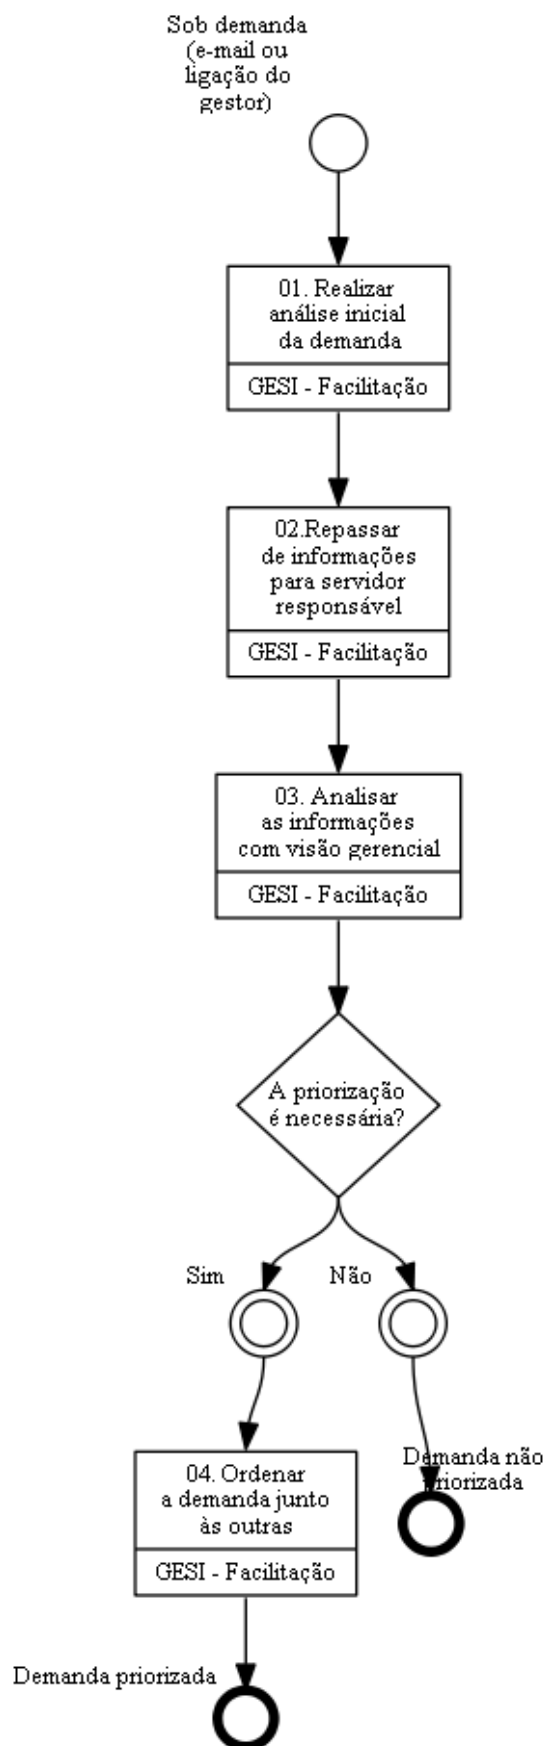 Sob demanda
(e-mail ou
ligação do
gestor)
01. Realizar
análise inicial
da demanda
GESI - Facilitação
02.Repassar
de informações
para servidor
responsável
GESI - Facilitação
03. Analisar
as informações
com visão gerencial
GESI - Facilitação
A priorização
é necessária?
Sim
Não
Demanda não
priorizada
04. Ordenar
a demanda junto
às outras
GESI - Facilitação
Demanda priorizada